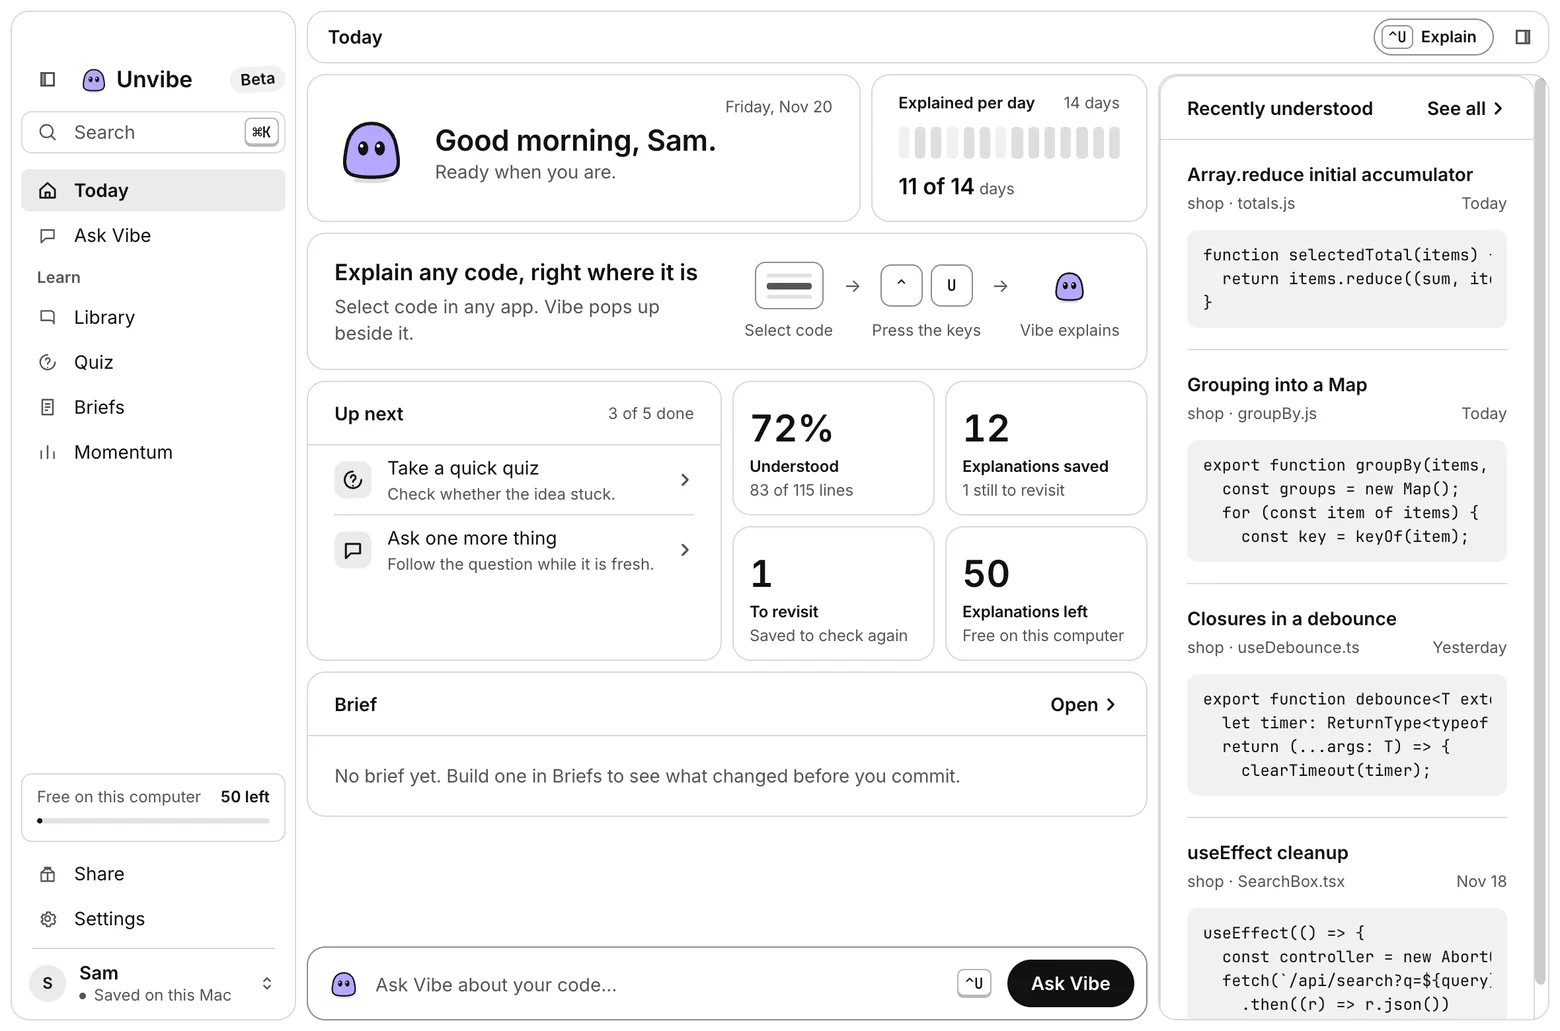 Unvibe
Beta
Search
⌘K
Today
Ask Vibe
Learn
Library
Quiz
Briefs
Momentum
Free on this computer 50 left
Share
Settings
S
Sam
• Saved on this Mac
Today
^U Explain
Friday, Nov 20
Good morning, Sam.
Ready when you are.
Explained per day 14 days
11 of 14 days
Explain any code, right where it is
Select code in any app. Vibe pops up
beside it.
^ U
Select code
Press the keys
Vibe explains
Up next 3 of 5 done
Take a quick quiz
Check whether the idea stuck.
Ask one more thing
Follow the question while it is fresh.
72%
Understood
83 of 115 lines
12
Explanations saved
1 still to revisit
1
To revisit
Saved to check again
50
Explanations left
Free on this computer
Brief Open
No brief yet. Build one in Briefs to see what changed before you commit.
Ask Vibe about your code...
^U
Ask Vibe
Recently understood See all
Array.reduce initial accumulator
shop · totals.js Today
function selectedTotal(items)
return items.reduce((sum,
}
Grouping into a Map
shop · groupBy.js Today
export function groupBy(items,
const groups = new Map();
for (const item of items) {
const key = keyOf(item);
Closures in a debounce
shop · useDebounce.ts Yesterday
export function debounce<T
let timer: ReturnType<typeof
return (...args: T) => {
clearTimeout(timer);
useEffect cleanup
shop · SearchBox.tsx Nov 18
useEffect(() => {
const controller = new
fetch(`/api/search?q=${query}
.then((r) => r.json())